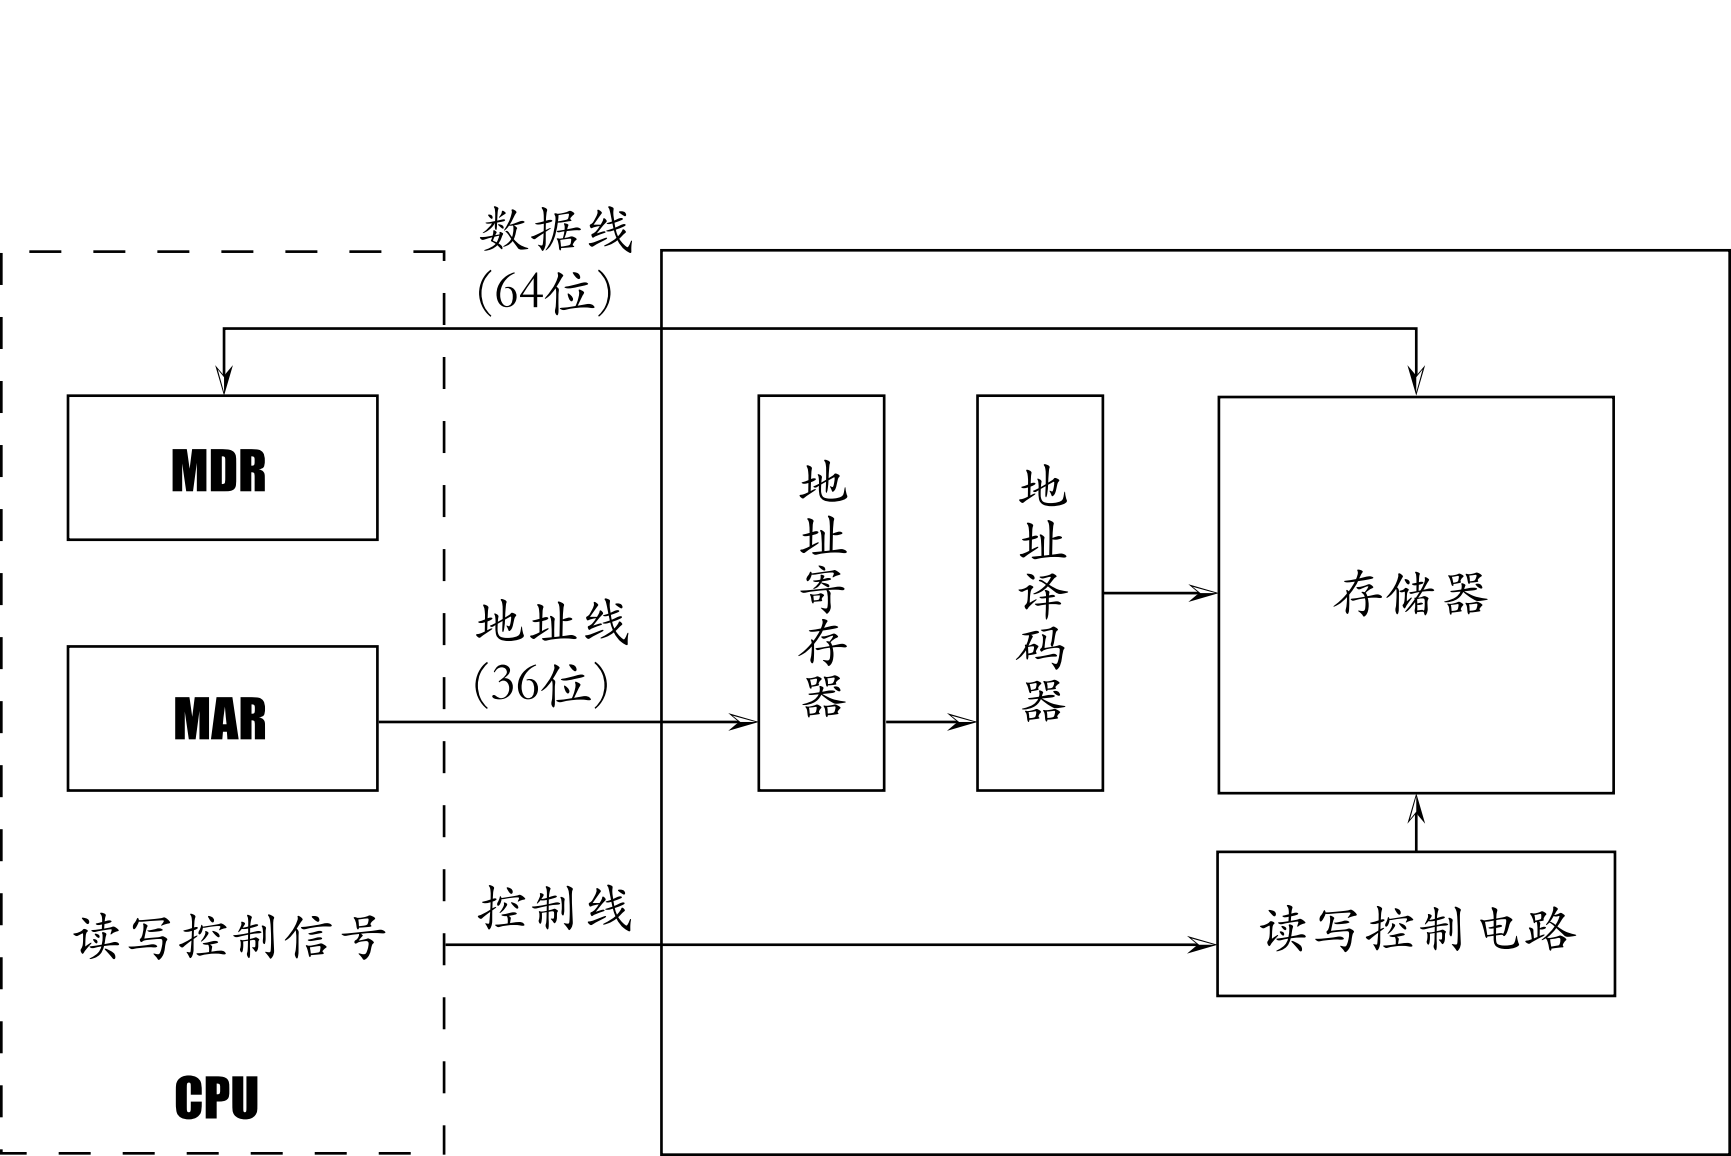 数据线
(64位)
MDR
地址寄存器
地址译码器
存储器
地址线
(36位)
MAR
控制线
读写控制信号
读写控制电路
CPU